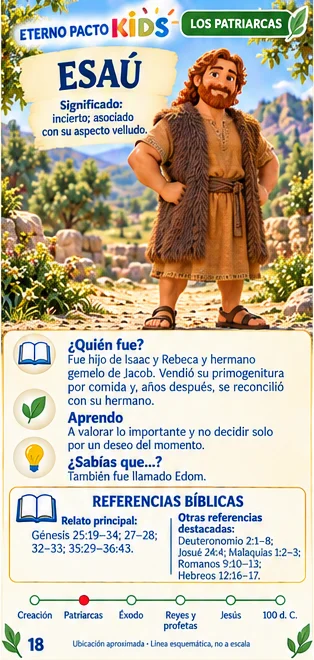 ETERNO PACTO KIDS
LOS PATRIARCAS
ESAÚ
Significado:
incierto; asociado
con su aspecto velludo.
¿Quién fue?
Fue hijo de Isaac y Rebeca y hermano
gemelo de Jacob. Vendió su primogenitura
por comida y, años después, se reconcilió
con su hermano.
Aprendo
A valorar lo importante y no decidir solo
por un deseo del momento.
¿Sabías que...?
También fue llamado Edom.
REFERENCIAS BÍBLICAS
Relato principal:
Génesis 25:19–34; 27–28;
32–33; 35:29–36:43.
Otras referencias
destacadas:
Deuteronomio 2:1–8;
Josué 24:4; Malaquías 1:2–3;
Romanos 9:10–13;
Hebreos 12:16–17.
Creación
Patriarcas
Éxodo
Reyes y
profetas
Jesús
100 d. C.
18
Ubicación aproximada · Línea esquemática, no a escala